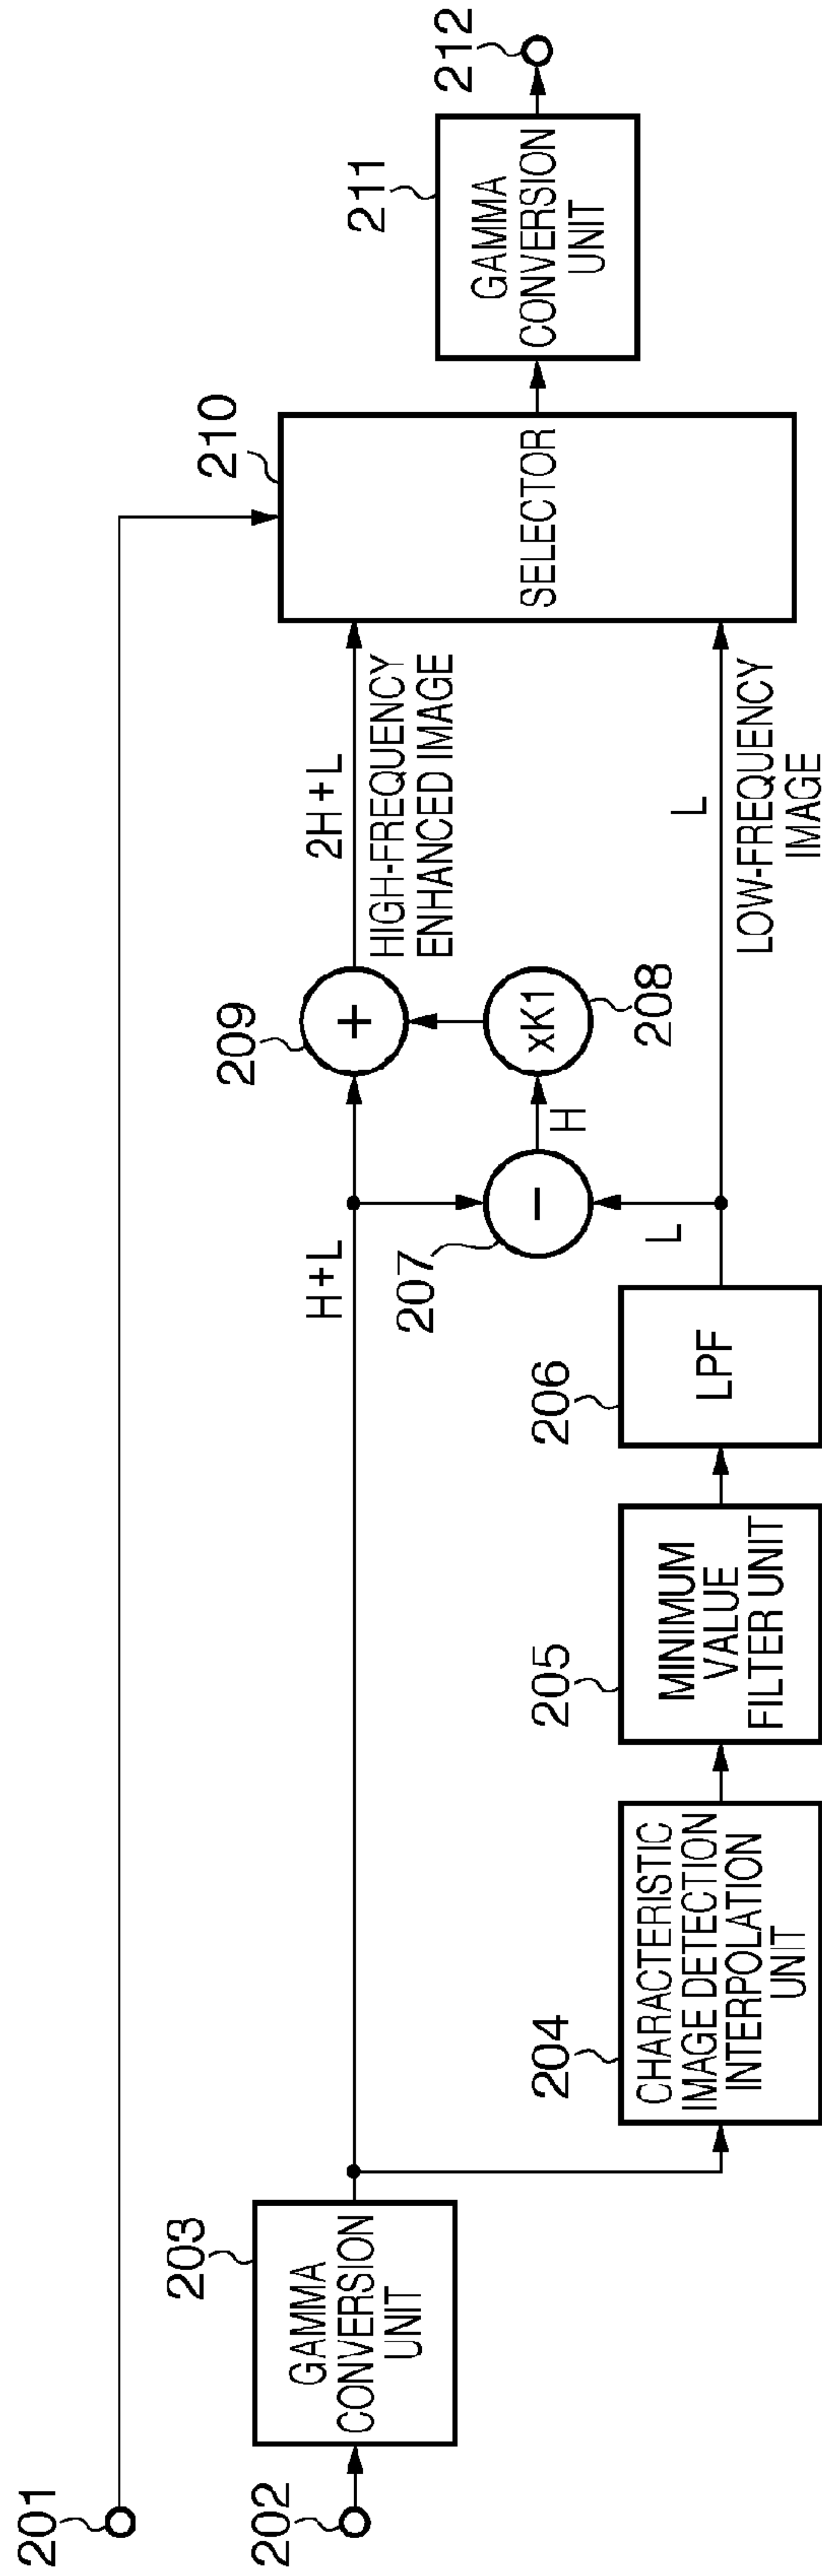 201
202
203
GAMMA
CONVERSION
UNIT
204
CHARACTERISTIC
IMAGE DETECTION
INTERPOLATION
UNIT
205
MINIMUM
VALUE
FILTER UNIT
206
LPF
H+L
L
207
−
H
208
xK1
209
+
2H+L
HIGH-FREQUENCY
ENHANCED IMAGE
L
LOW-FREQUENCY
IMAGE
210
SELECTOR
211
GAMMA
CONVERSION
UNIT
212